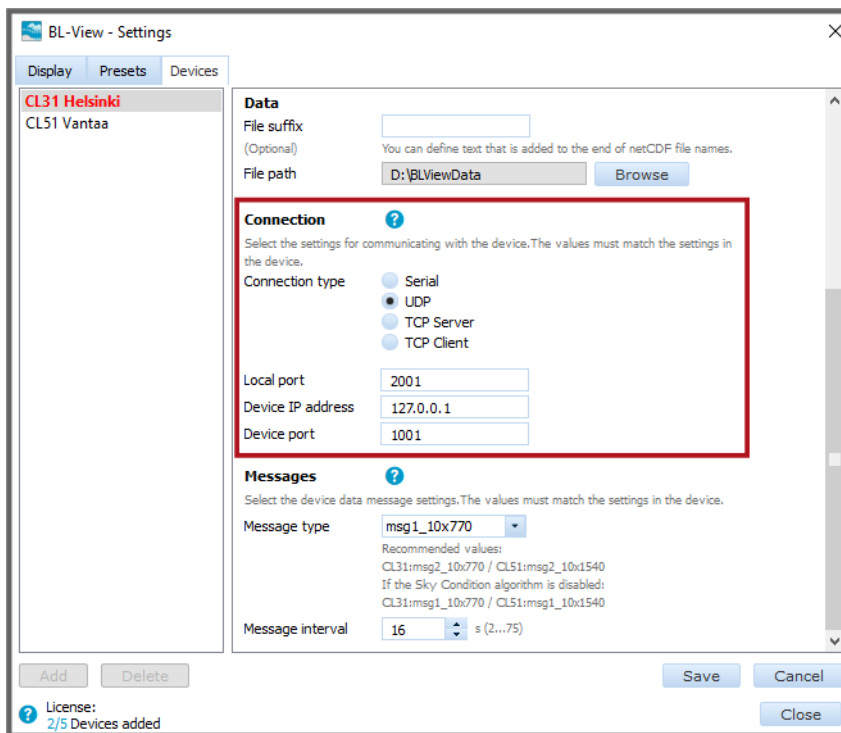 BL-View - Settings
Display Presets Devices
CL31 Helsinki
CL51 Vantaa
Data
File suffix
(Optional) You can define text that is added to the end of netCDF file names.
File path D:\BLViewData Browse
Connection ?
Select the settings for communicating with the device.The values must match the settings in
the device.
Connection type Serial
UDP
TCP Server
TCP Client
Local port 2001
Device IP address 127.0.0.1
Device port 1001
Messages ?
Select the device data message settings.The values must match the settings in the device.
Message type msg1_10x770
Recommended values:
CL31:msg2_10x770 / CL51:msg2_10x1540
If the Sky Condition algorithm is disabled:
CL31:msg1_10x770 / CL51:msg1_10x1540
Message interval 16 s (2...75)
Add Delete Save Cancel
? License:
2/5 Devices added Close